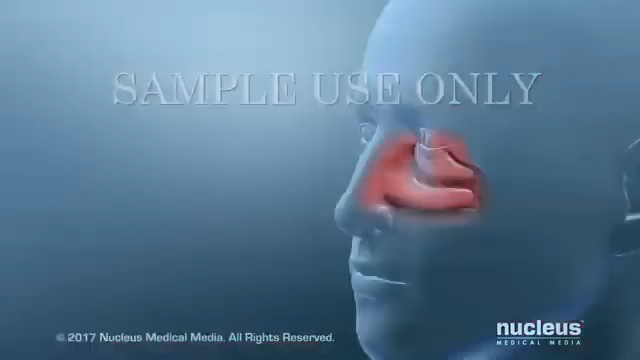 SAMPLE USE ONLY
© 2017 Nucleus Medical Media. All Rights Reserved.
nucleus
MEDICAL MEDIA